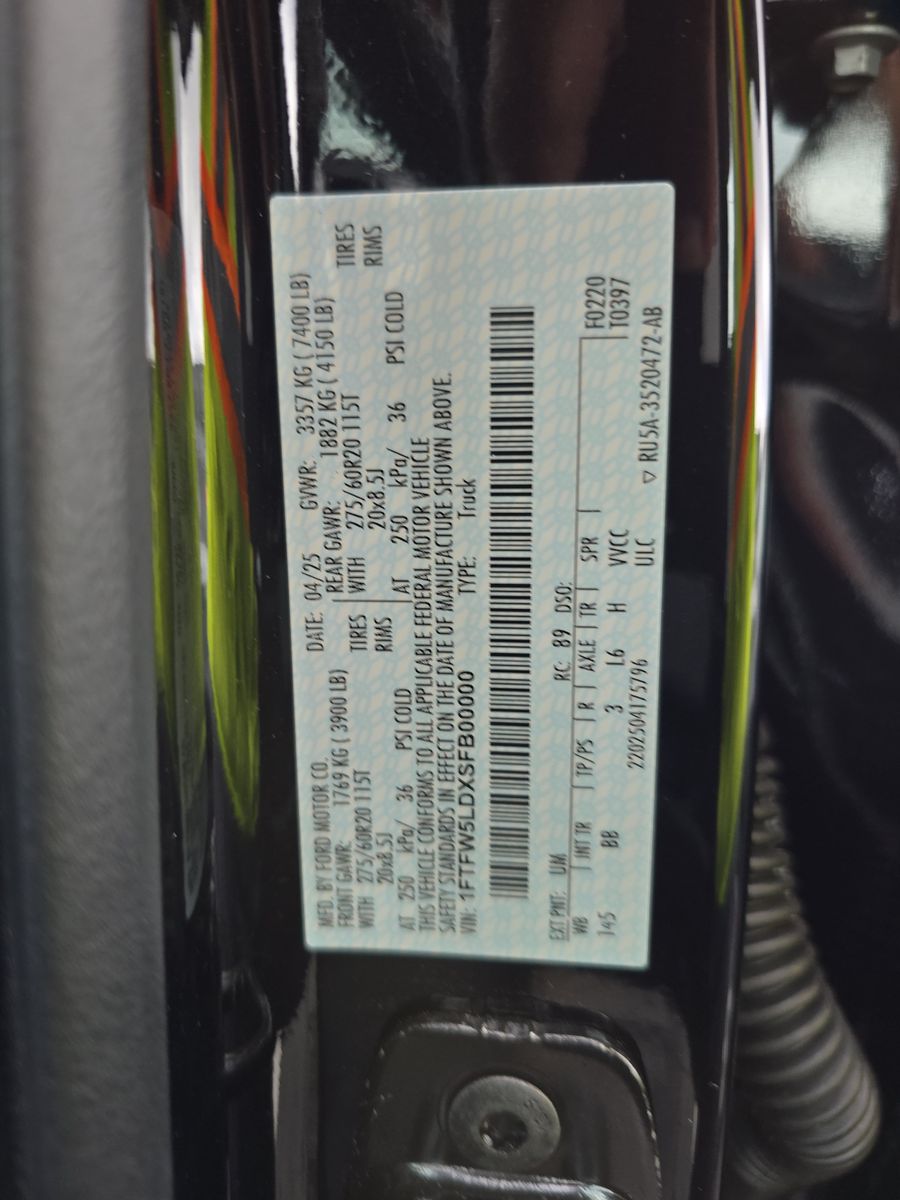 MFD. BY FORD MOTOR CO. DATE: 04/25 GVWR: 3357 KG ( 7400 LB)
FRONT GAWR: 1769 KG ( 3900 LB) REAR GAWR: 1882 KG ( 4150 LB)
WITH 275/60R20 115T TIRES WITH 275/60R20 115T TIRES
20x8.5J RIMS 20x8.5J RIMS
AT 250 kPa/ 36 PSI COLD AT 250 kPa/ 36 PSI COLD
THIS VEHICLE CONFORMS TO ALL APPLICABLE FEDERAL MOTOR VEHICLE
SAFETY STANDARDS IN EFFECT ON THE DATE OF MANUFACTURE SHOWN ABOVE.
VIN: 1FTFW5LDXSFB00000 TYPE: Truck
EXT PNT: UM RC: B9 DSO:
WB INT TR TP/PS R AXLE TR SPR F0220
145 BB 3 L6 H VVCC T0397
2202504175796 ULC ▽ RU5A-3520472-AB